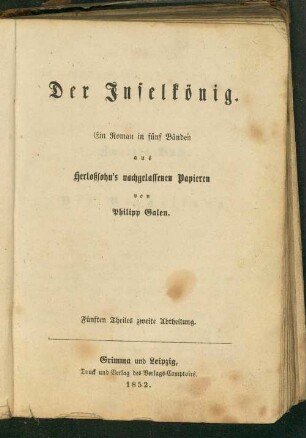 Der Inselkönig.
Ein Roman in fünf Bänden
aus
Herloßsohn's nachgelassenen Papieren
von
Philipp Galen.
Fünften Theiles zweite Abtheilung.
Grimma und Leipzig,
Druck und Verlag des Verlags-Comptoirs.
1852.